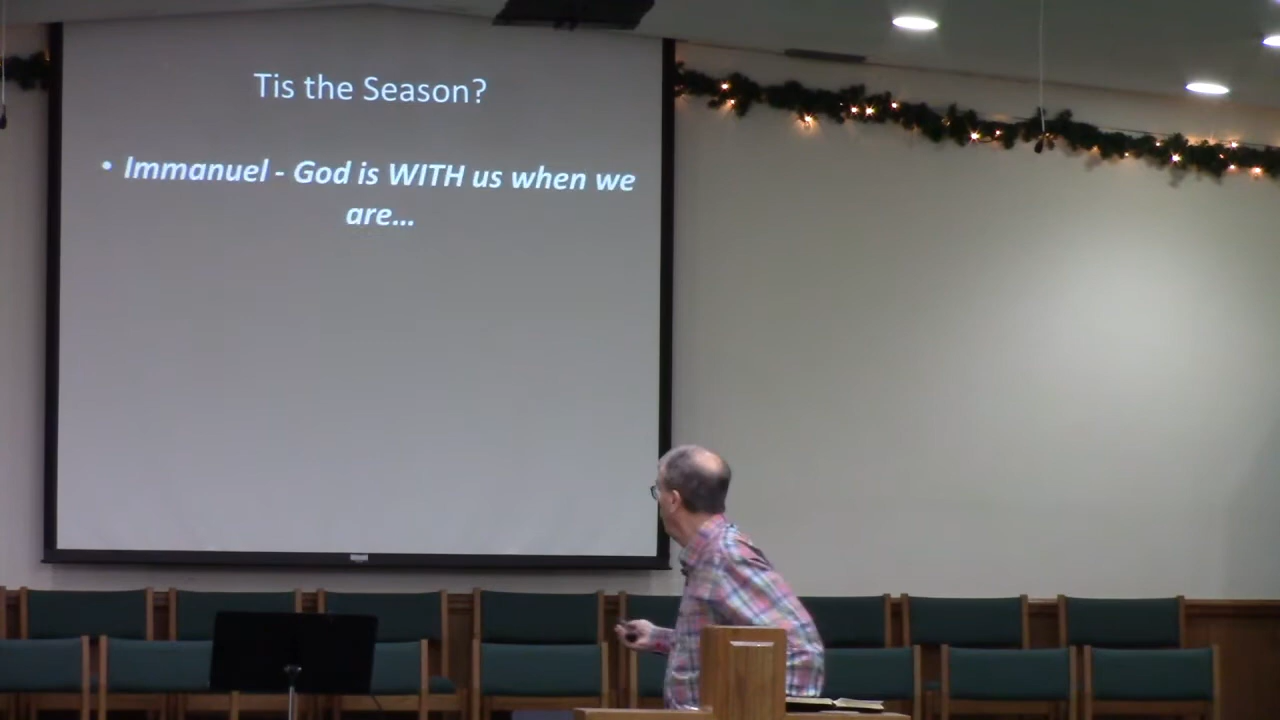 Tis the Season?
• Immanuel - God is WITH us when we
are...